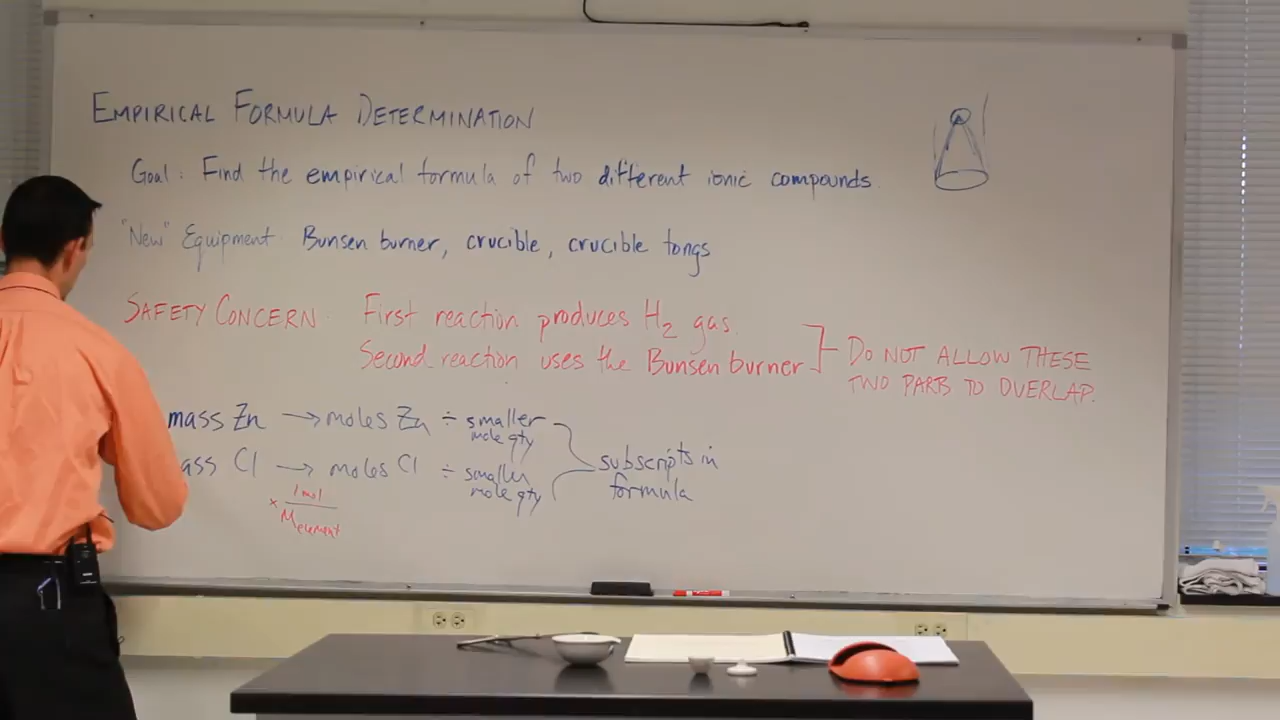 EMPIRICAL FORMULA DETERMINATION
Goal: Find the empirical formula of two different ionic compounds.
"New" Equipment Bunsen burner, crucible, crucible tongs
SAFETY CONCERN: First reaction produces H₂ gas.
Second reaction uses the Bunsen burner
DO NOT ALLOW THESE
TWO PARTS TO OVERLAP.
mass Zn → moles Zn ÷ smaller
mole qty
ass Cl → moles Cl ÷ smaller
mole qty
subscripts in
formula
× 1 mol
M element